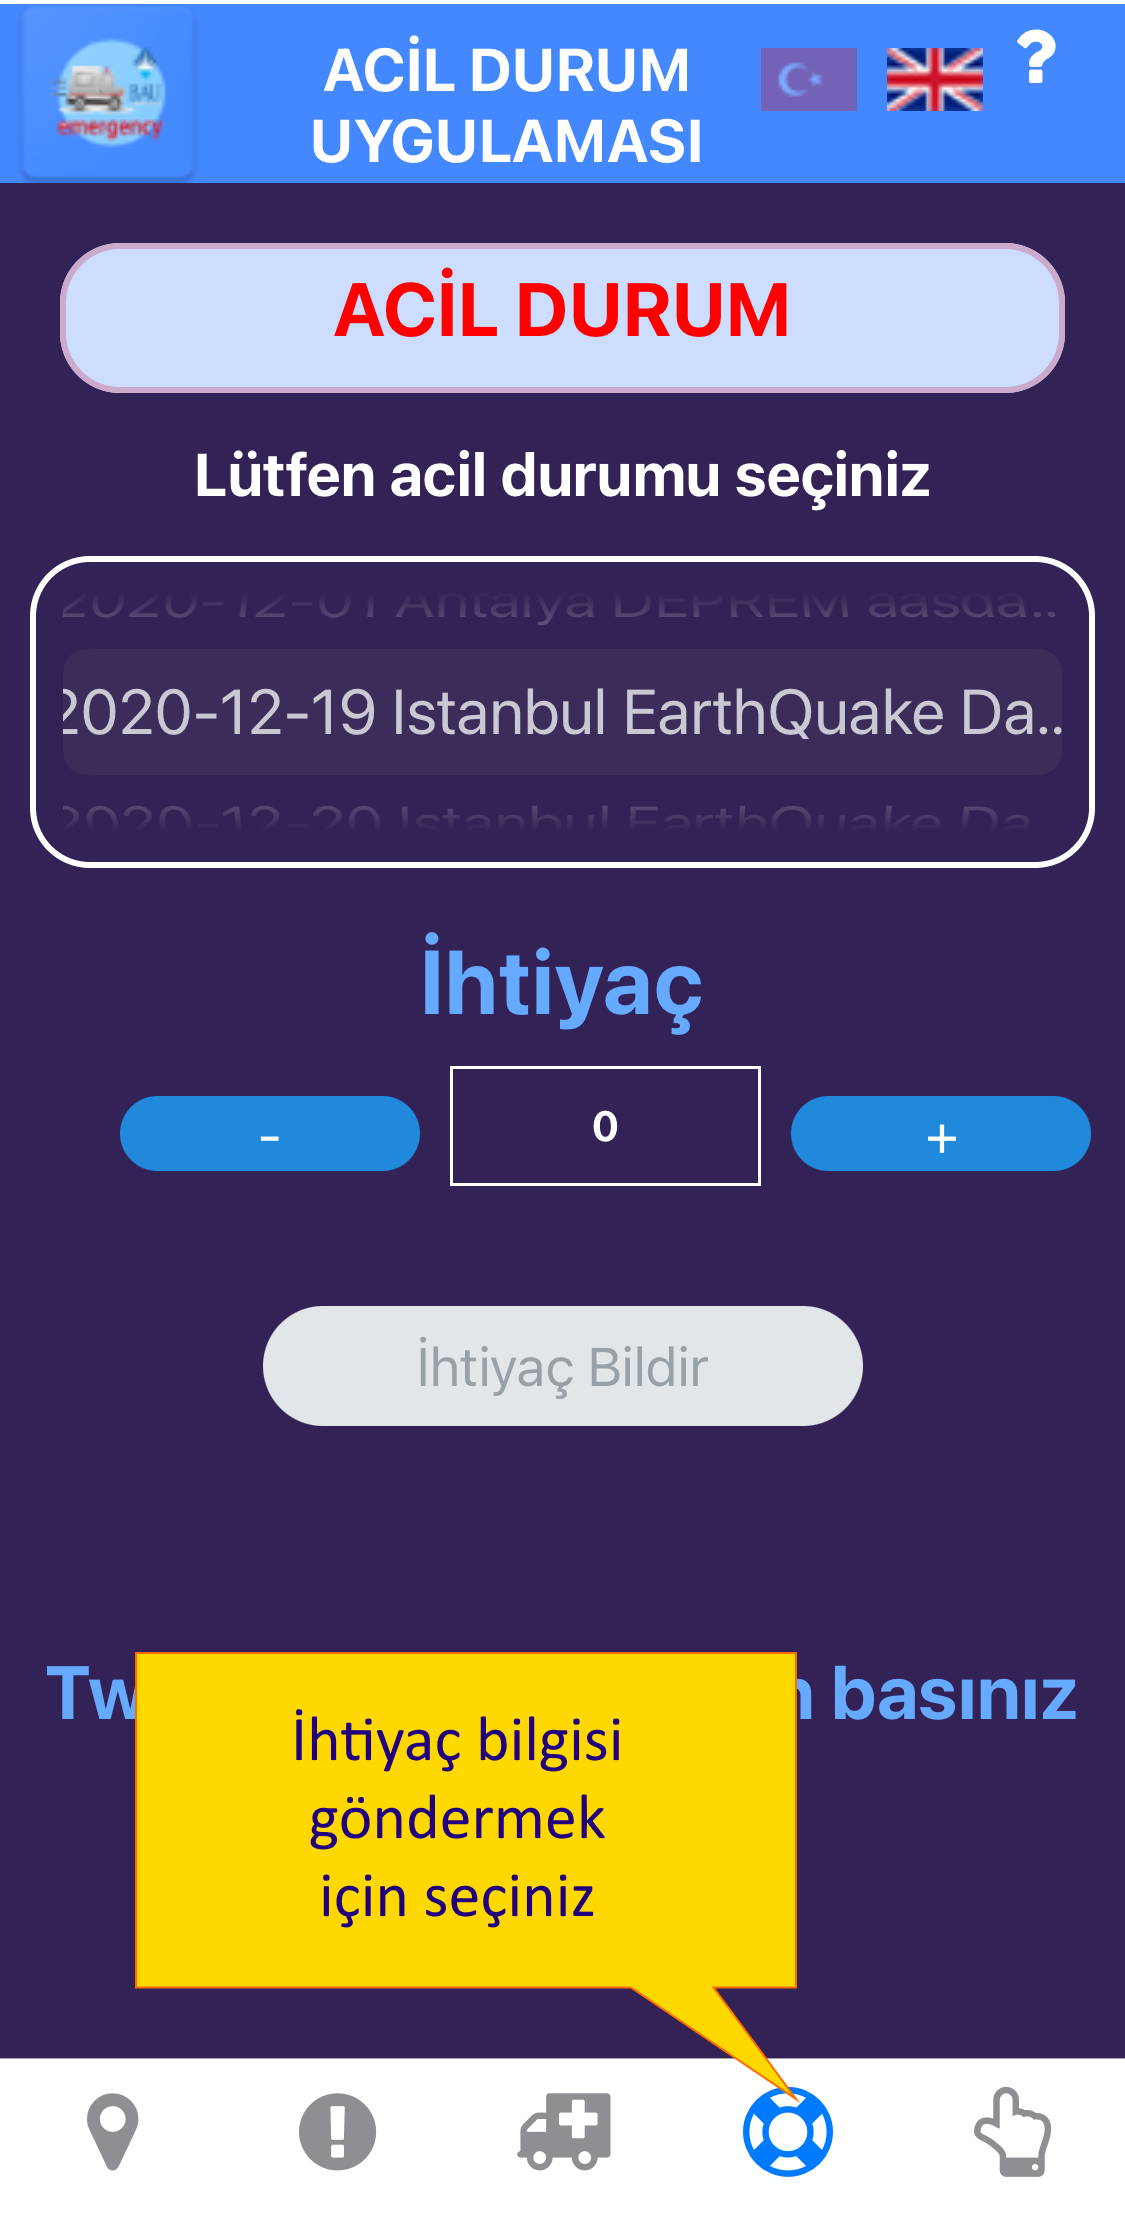 BAU
emergency
ACİL DURUM
UYGULAMASI
?
ACİL DURUM
Lütfen acil durumu seçiniz
2020-12-01 Antalya DEPREM aasda..
2020-12-19 Istanbul EarthQuake Da..
2020-12-20 Istanbul EarthQuake Da
İhtiyaç
- 0 +
İhtiyaç Bildir
basınız
İhtiyaç bilgisi
göndermek
için seçiniz